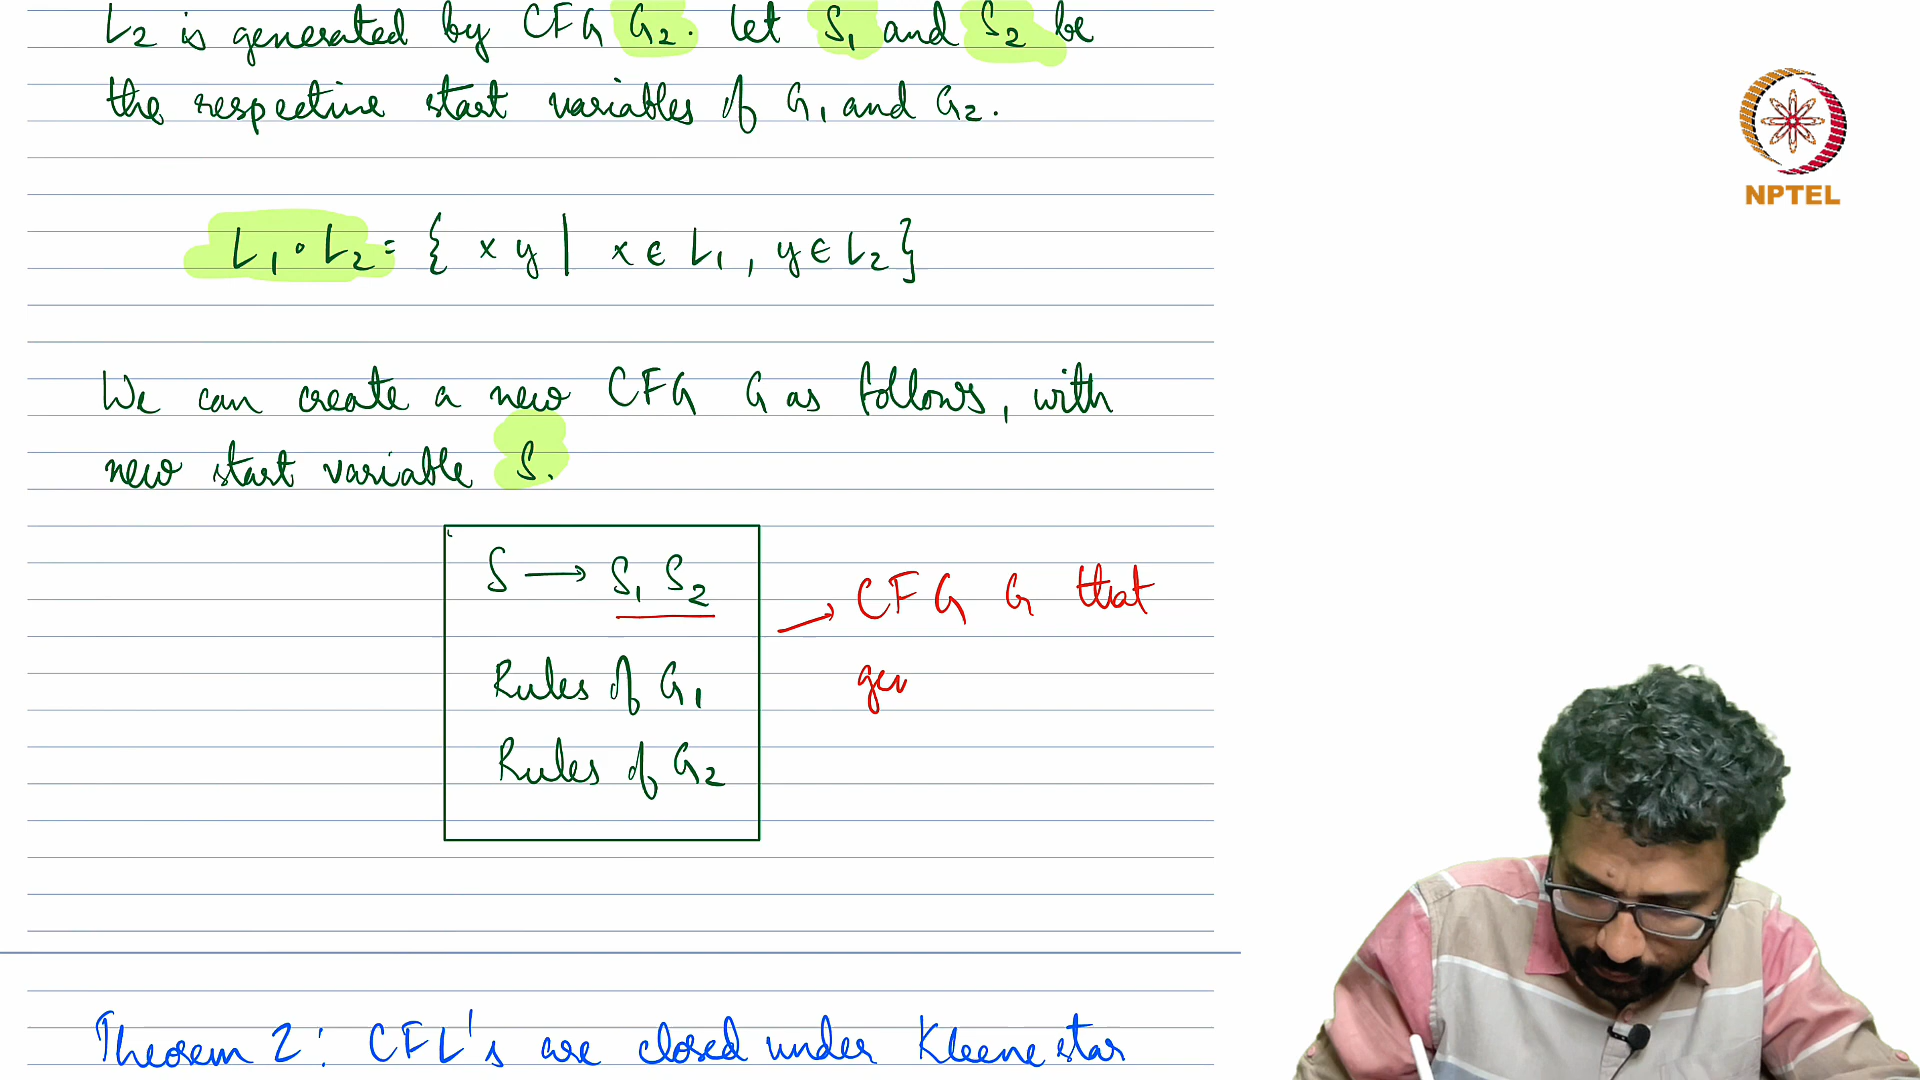 L2 is generated by CFG G2. Let S1 and S2 be
the respective start variables of G1 and G2.
NPTEL
L1 ∘ L2 = { x y | x ∈ L1, y ∈ L2 }
We can create a new CFG G as follows, with
new start variable S.
S → S1 S2
→ CFG G that
gen
Rules of G1
Rules of G2
Theorem 2: CFL's are closed under Kleene star